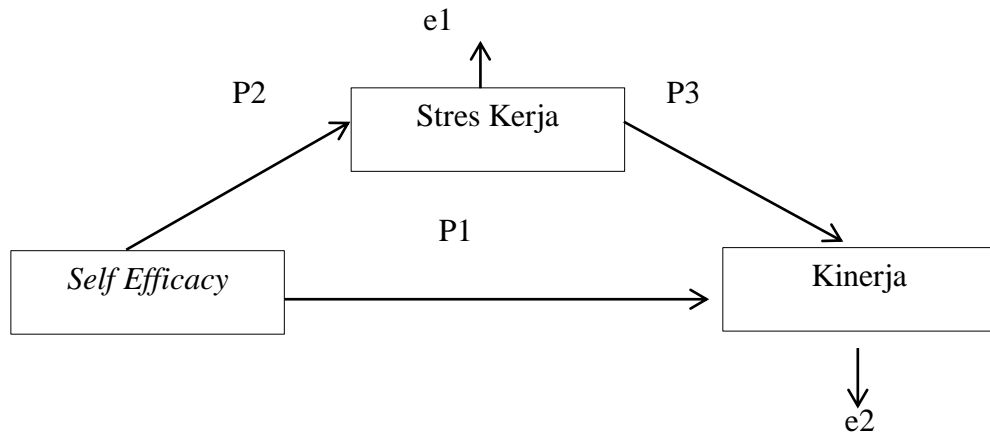 e1
P2
Stres Kerja
P3
P1
Self Efficacy
Kinerja
e2